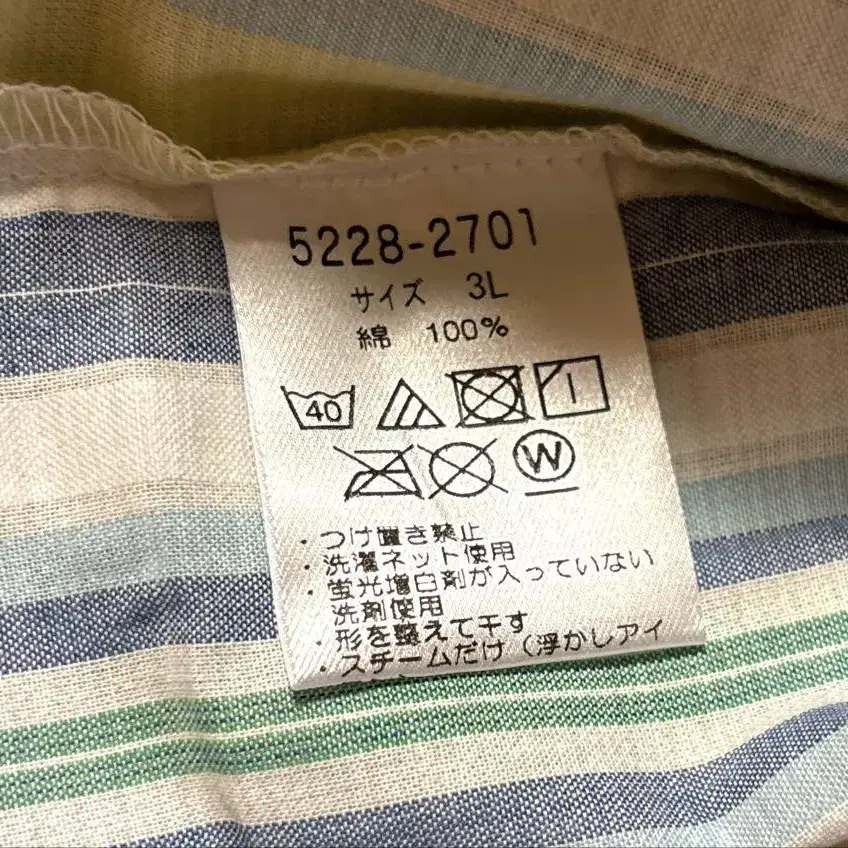 5228-2701
サイズ 3L
綿 100%
40
W
・つけ置き禁止
・洗濯ネット使用
・蛍光増白剤が入っていない
洗剤使用
・形を整えて干す
・スチームだけ（浮かしアイ